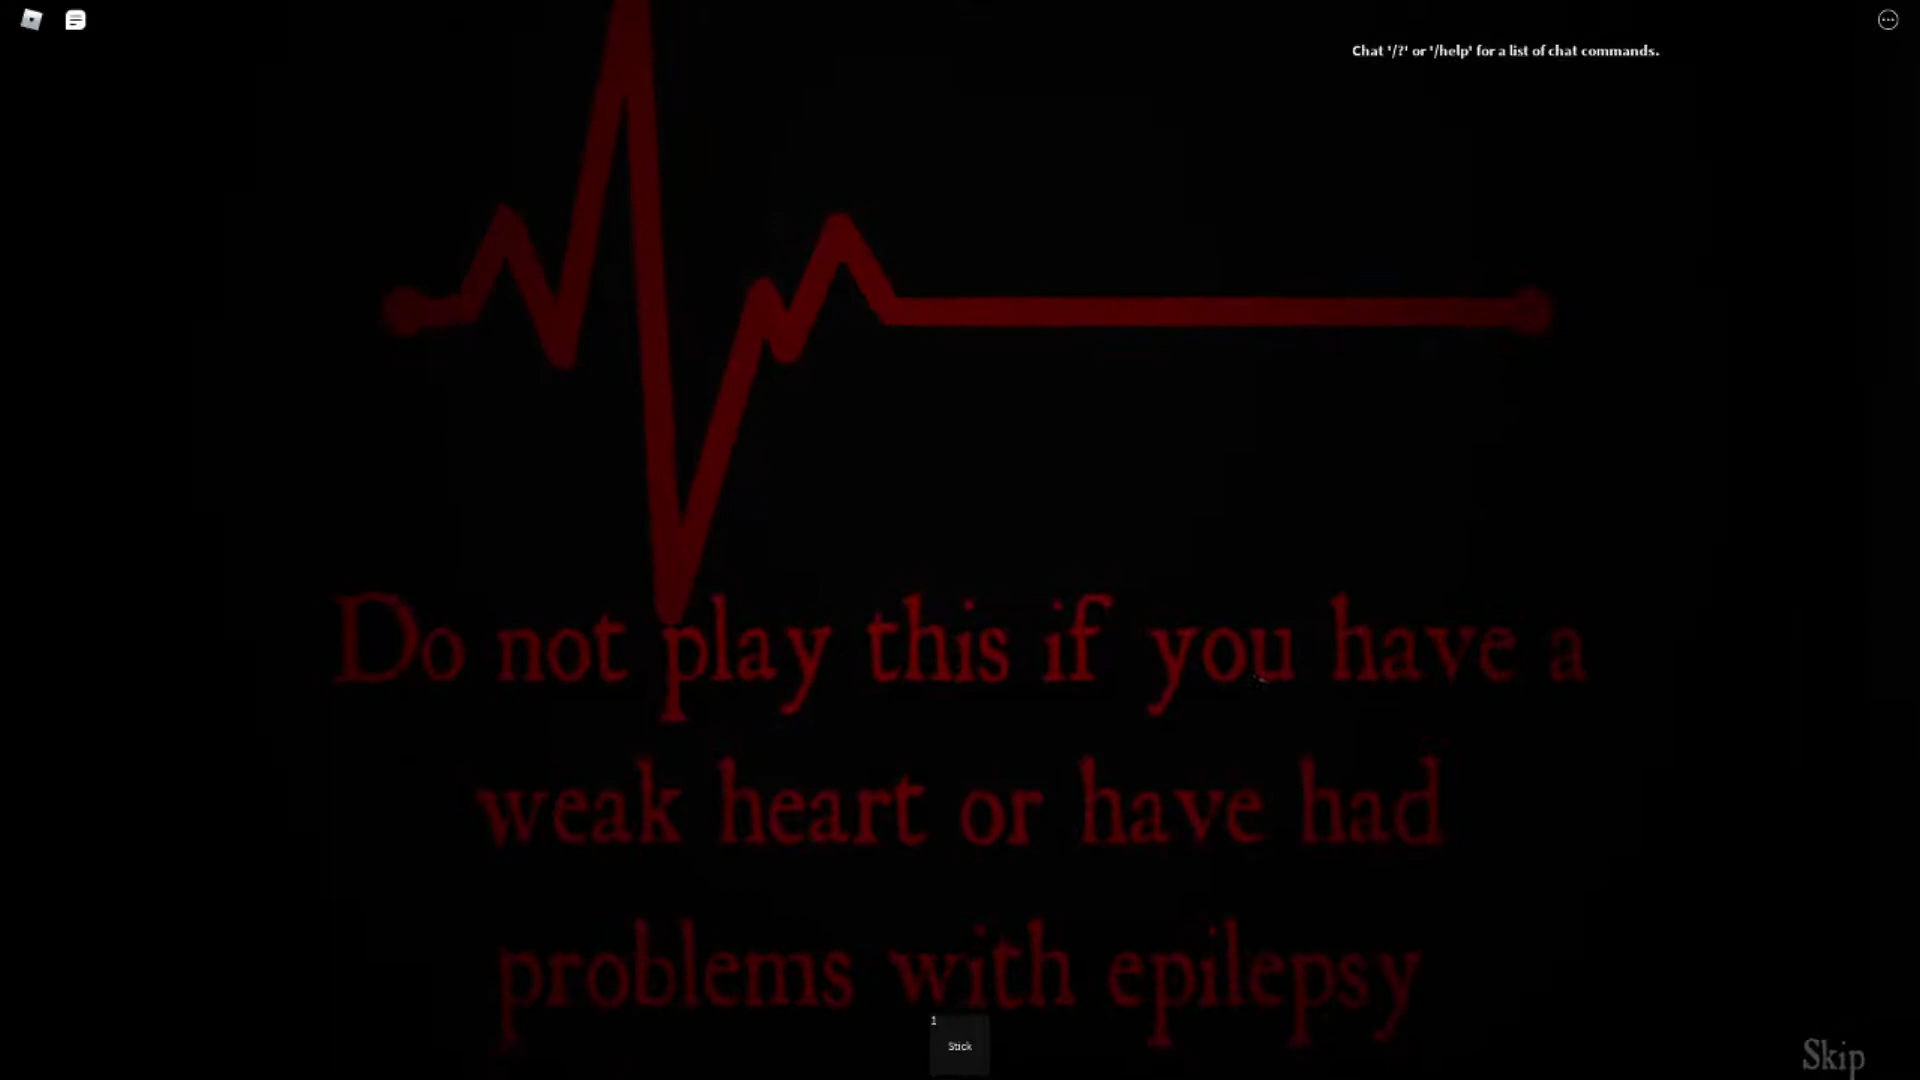 Chat '/?' or '/help' for a list of chat commands.
Do not play this if you have a
weak heart or have had
problems with epilepsy
1
Stick
Skip